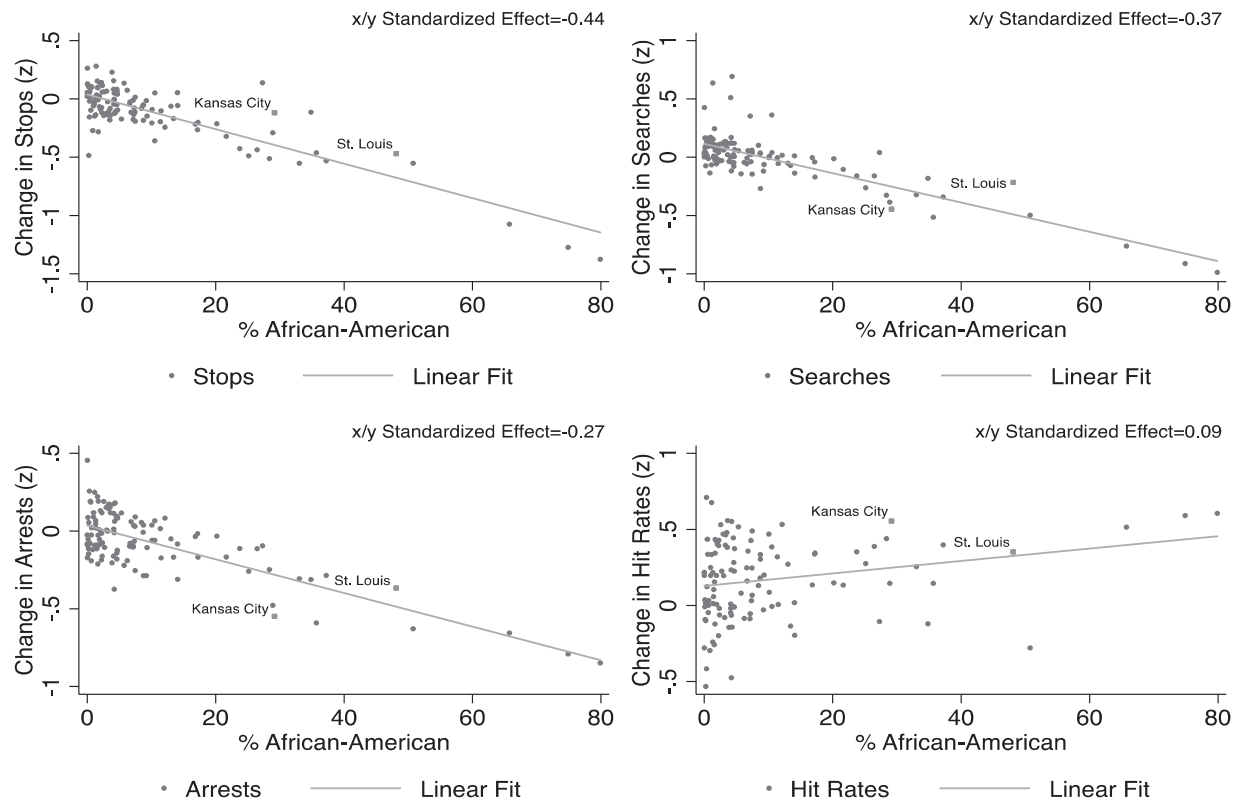 x/y Standardized Effect=-0.44
Change in Stops (z)
.5
0
-.5
-1
-1.5
Kansas City
St. Louis
0 20 40 60 80
% African-American
Stops Linear Fit
x/y Standardized Effect=-0.37
Change in Searches (z)
1
.5
0
-.5
-1
St. Louis
Kansas City
0 20 40 60 80
% African-American
Searches Linear Fit
x/y Standardized Effect=-0.27
Change in Arrests (z)
.5
0
-.5
-1
St. Louis
Kansas City
0 20 40 60 80
% African-American
Arrests Linear Fit
x/y Standardized Effect=0.09
Change in Hit Rates (z)
1
.5
0
-.5
Kansas City
St. Louis
0 20 40 60 80
% African-American
Hit Rates Linear Fit